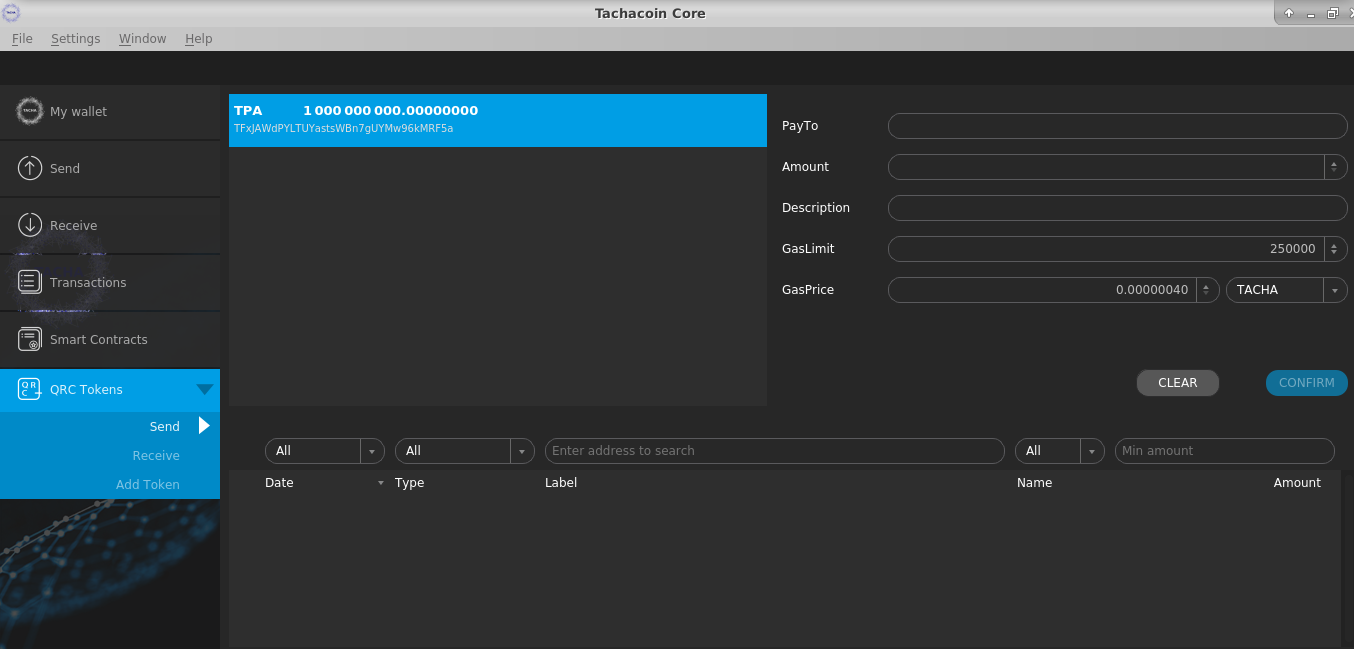 Tachacoin Core
File Settings Window Help
TACHA My wallet
Send
Receive
Transactions
Smart Contracts
QRC QRC Tokens
Send
Receive
Add Token
TPA 1 000 000 000.00000000
TFxJAWdPYLTUYastsWBn7gUYMw96kMRF5a
PayTo
Amount
Description
GasLimit 250000
GasPrice 0.00000040 TACHA
CLEAR CONFIRM
All All Enter address to search All Min amount
Date Type Label Name Amount